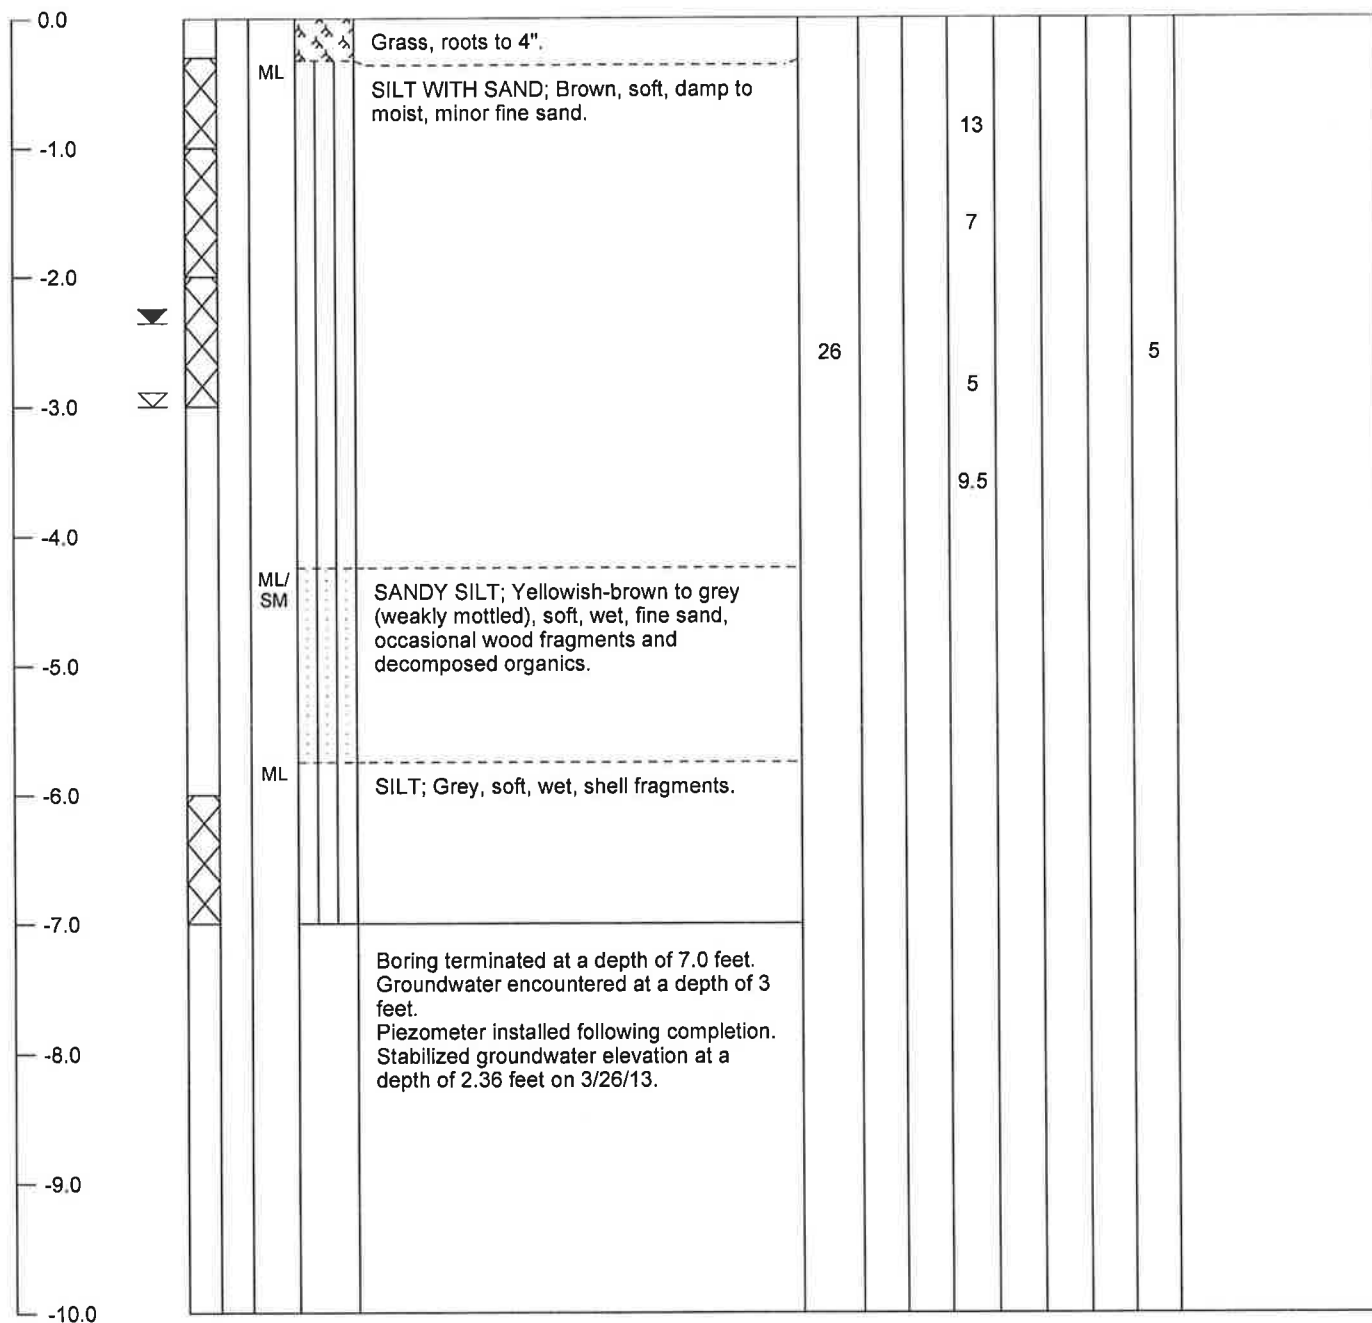 0.0
Grass, roots to 4".
ML
SILT WITH SAND; Brown, soft, damp to
moist, minor fine sand.
13
-1.0
7
-2.0
26
5
5
-3.0
9.5
-4.0
ML/
SM
SANDY SILT; Yellowish-brown to grey
(weakly mottled), soft, wet, fine sand,
occasional wood fragments and
decomposed organics.
-5.0
ML
SILT; Grey, soft, wet, shell fragments.
-6.0
-7.0
Boring terminated at a depth of 7.0 feet.
Groundwater encountered at a depth of 3
feet.
Piezometer installed following completion.
Stabilized groundwater elevation at a
depth of 2.36 feet on 3/26/13.
-8.0
-9.0
-10.0